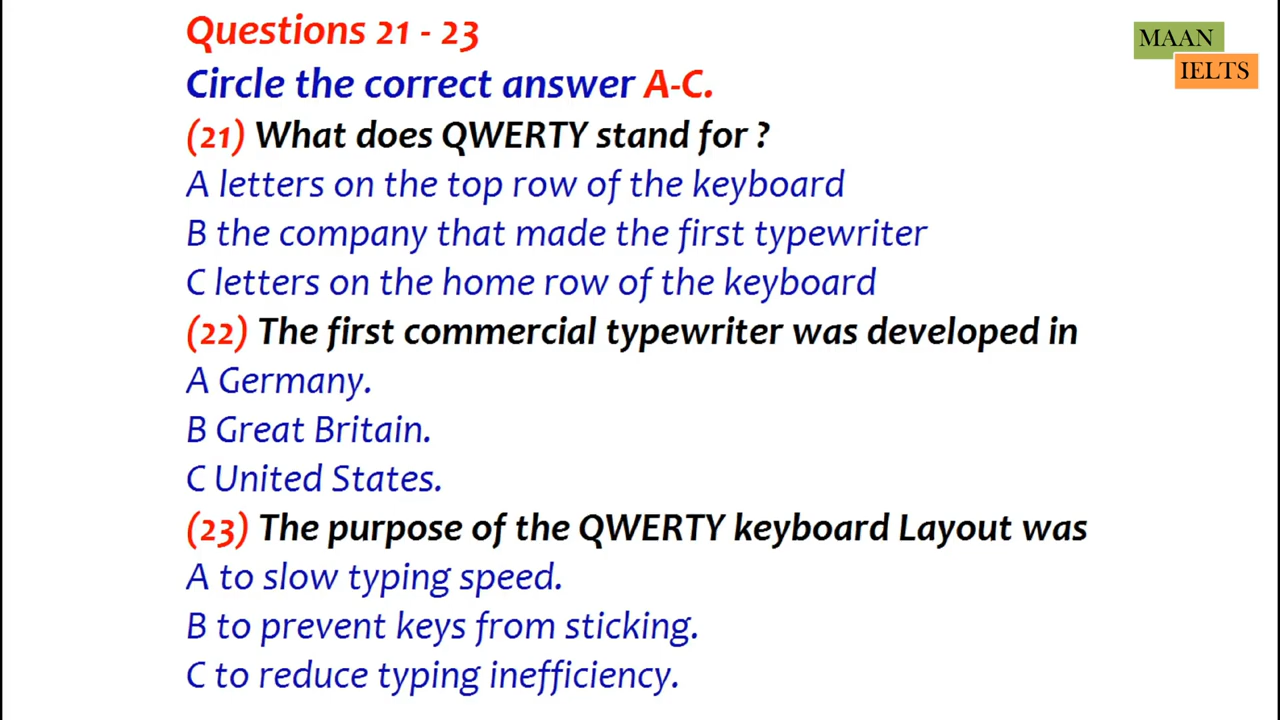 Questions 21 - 23
MAAN
IELTS
Circle the correct answer A-C.
(21) What does QWERTY stand for ?
A letters on the top row of the keyboard
B the company that made the first typewriter
C letters on the home row of the keyboard
(22) The first commercial typewriter was developed in
A Germany.
B Great Britain.
C United States.
(23) The purpose of the QWERTY keyboard Layout was
A to slow typing speed.
B to prevent keys from sticking.
C to reduce typing inefficiency.